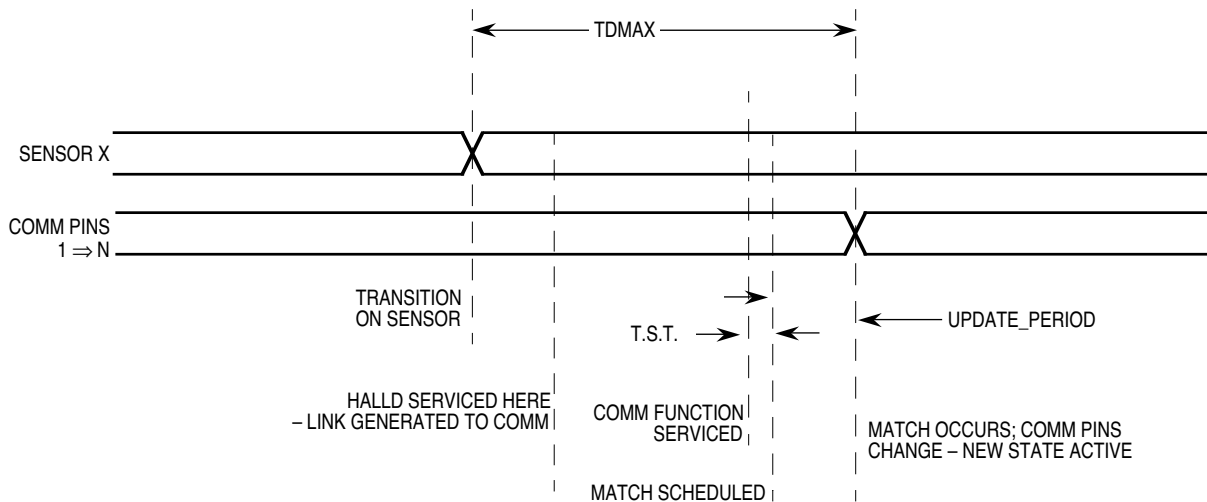 TDMAX
SENSOR X
COMM PINS
1 ⇒ N
TRANSITION
ON SENSOR
T.S.T.
UPDATE_PERIOD
HALLD SERVICED HERE
– LINK GENERATED TO COMM
COMM FUNCTION
SERVICED
MATCH OCCURS; COMM PINS
CHANGE – NEW STATE ACTIVE
MATCH SCHEDULED